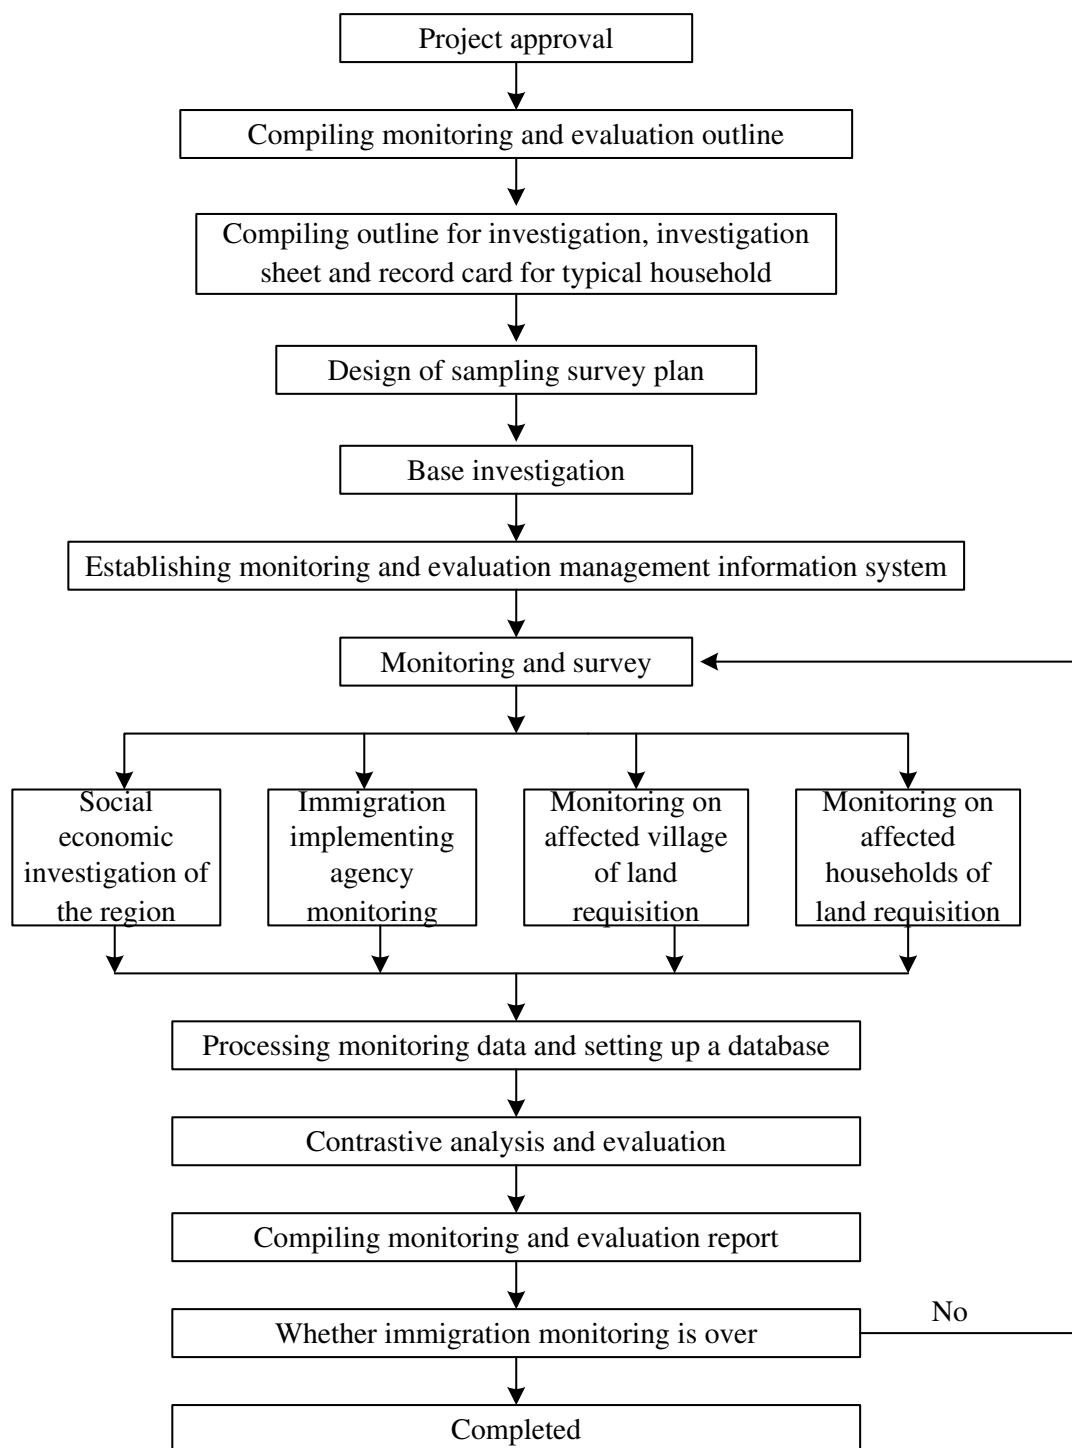 Project approval
Compiling monitoring and evaluation outline
Compiling outline for investigation, investigation
sheet and record card for typical household
Design of sampling survey plan
Base investigation
Establishing monitoring and evaluation management information system
Monitoring and survey
Social
economic
investigation of
the region
Immigration
implementing
agency
monitoring
Monitoring on
affected village
of land
requisition
Monitoring on
affected
households of
land requisition
Processing monitoring data and setting up a database
Contrastive analysis and evaluation
Compiling monitoring and evaluation report
Whether immigration monitoring is over
No
Completed